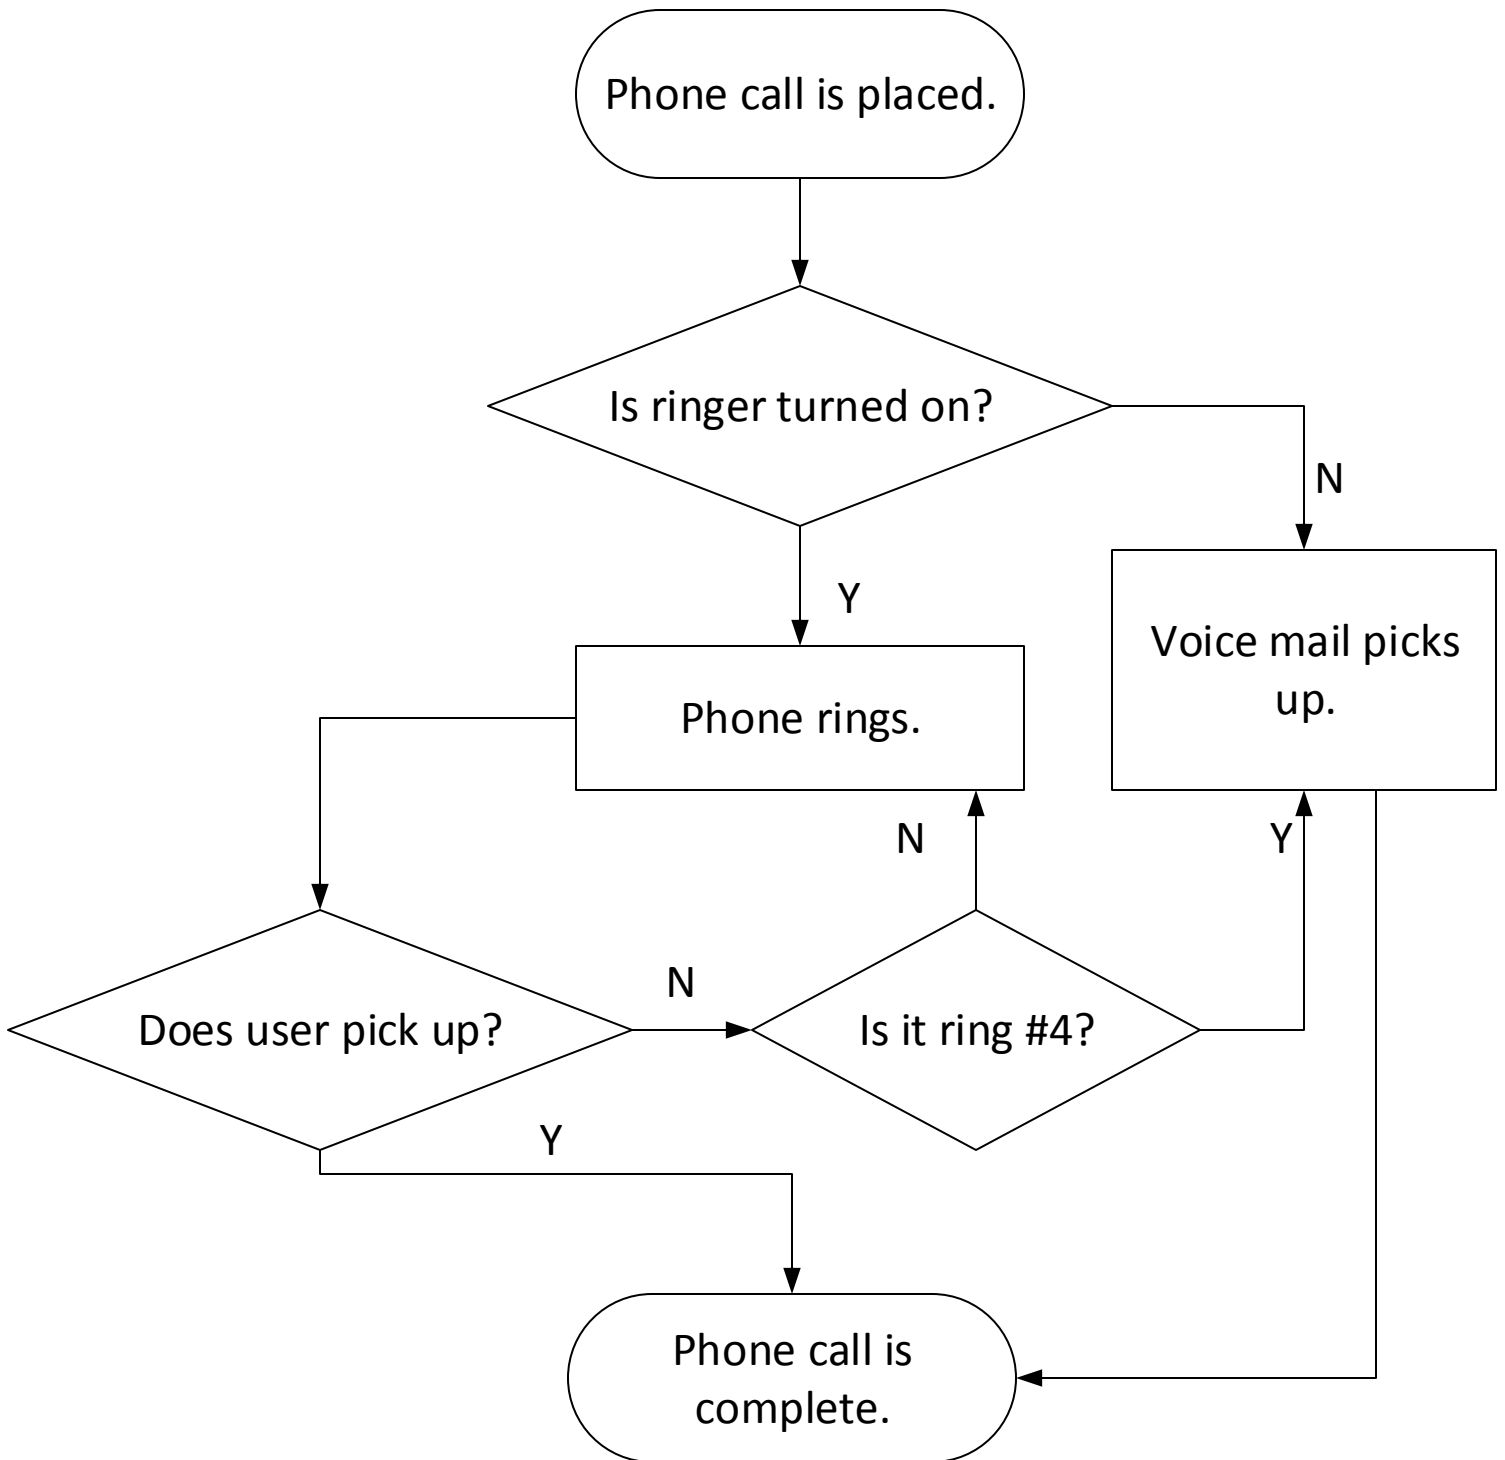 Phone call is placed.
Is ringer turned on?
N
Y
Voice mail picks
up.
Phone rings.
N
Y
N
Does user pick up?
Is it ring #4?
Y
Phone call is
complete.